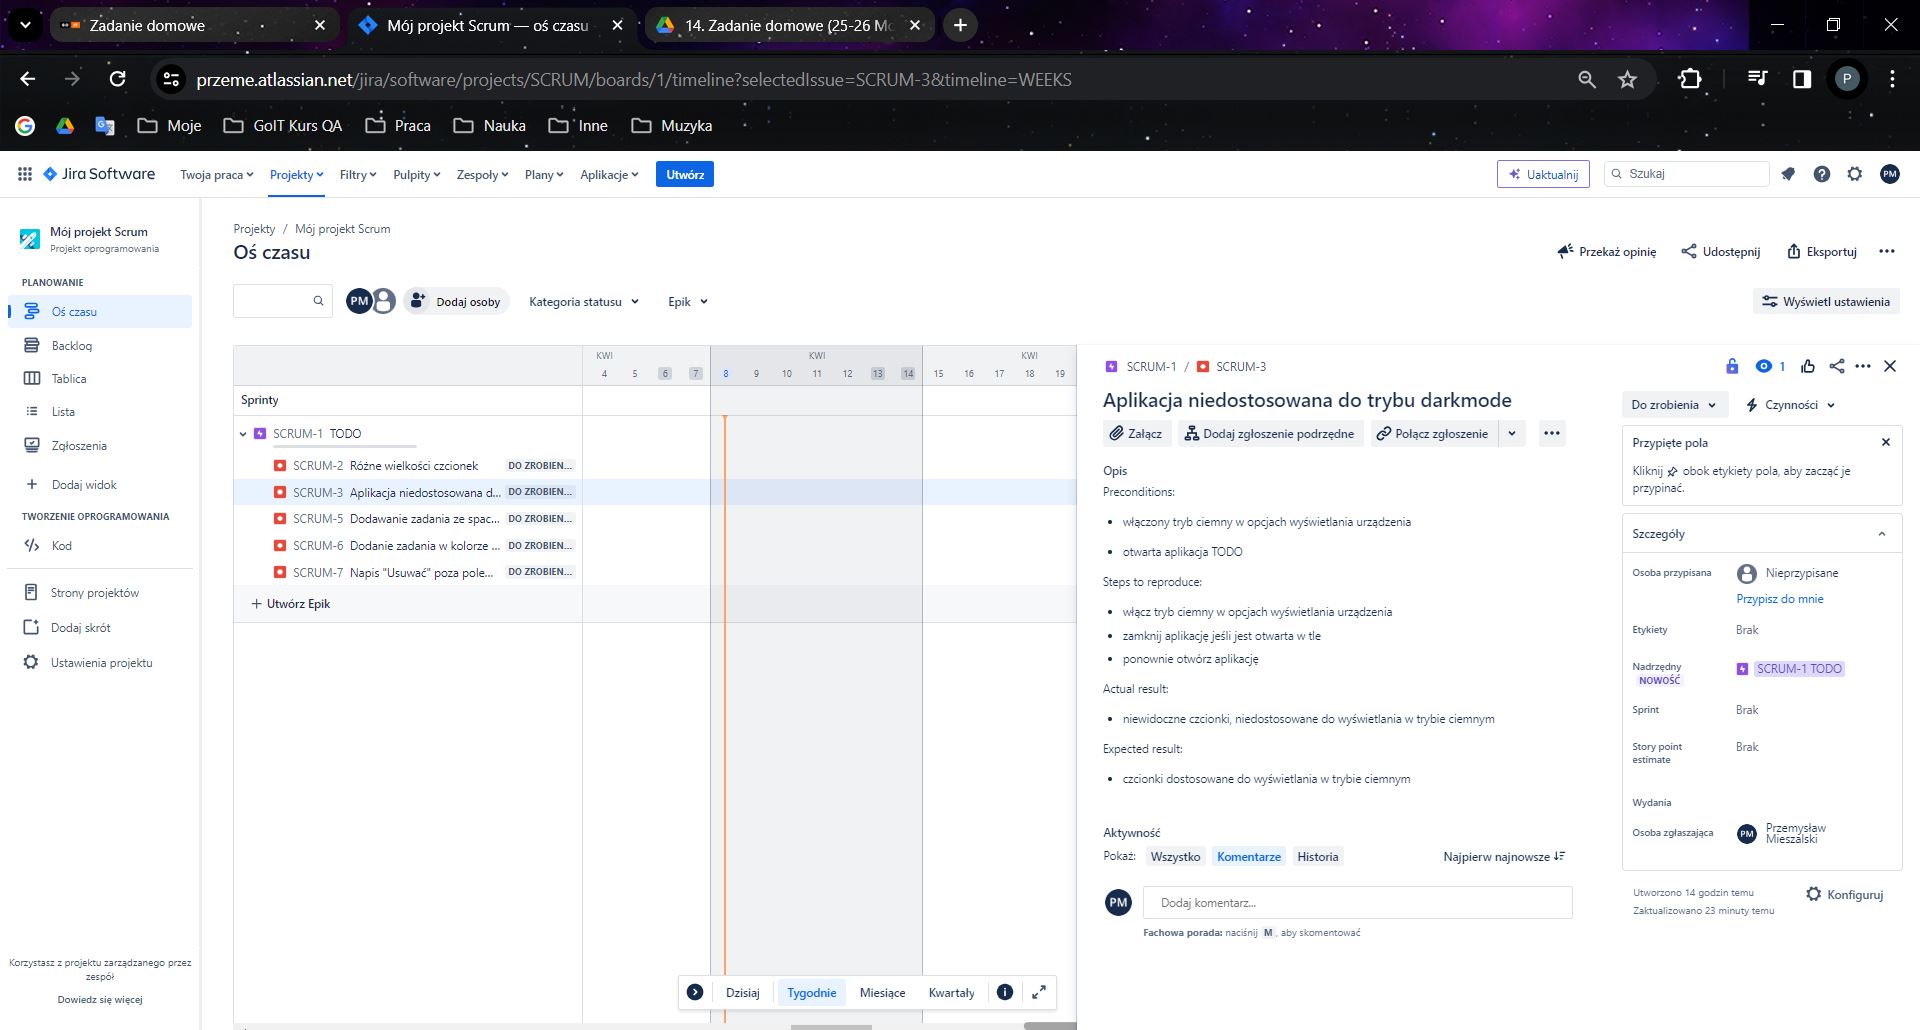 Zadanie domowe
Mój projekt Scrum — oś czasu
14. Zadanie domowe (25-26 Mo
przeme.atlassian.net/jira/software/projects/SCRUM/boards/1/timeline?selectedIssue=SCRUM-3&timeline=WEEKS
P
Moje
GoIT Kurs QA
Praca
Nauka
Inne
Muzyka
Jira Software
Twoja praca
Projekty
Filtry
Pulpity
Zespoły
Plany
Aplikacje
Utwórz
Uaktualnij
Szukaj
PM
Mój projekt Scrum
Projekt oprogramowania
PLANOWANIE
Oś czasu
Backlog
Tablica
Lista
Zgłoszenia
Dodaj widok
TWORZENIE OPROGRAMOWANIA
Kod
Strony projektów
Dodaj skrót
Ustawienia projektu
Korzystasz z projektu zarządzanego przez
zespół
Dowiedz się więcej
Projekty / Mój projekt Scrum
Oś czasu
Przekaż opinię
Udostępnij
Eksportuj
PM
Dodaj osoby
Kategoria statusu
Epik
Wyświetl ustawienia
KWI KWI KWI
4 5 6 7 8 9 10 11 12 13 14 15 16 17 18 19
Sprinty
SCRUM-1 TODO
SCRUM-2 Różne wielkości czcionek DO ZROBIEN...
SCRUM-3 Aplikacja niedostosowana d... DO ZROBIEN...
SCRUM-5 Dodawanie zadania ze spac... DO ZROBIEN...
SCRUM-6 Dodanie zadania w kolorze ... DO ZROBIEN...
SCRUM-7 Napis "Usuwać" poza pole... DO ZROBIEN...
+ Utwórz Epik
Dzisiaj
Tygodnie
Miesiące
Kwartały
SCRUM-1 / SCRUM-3
1
Aplikacja niedostosowana do trybu darkmode
Załącz
Dodaj zgłoszenie podrzędne
Połącz zgłoszenie
Opis
Preconditions:
• włączony tryb ciemny w opcjach wyświetlania urządzenia
• otwarta aplikacja TODO
Steps to reproduce:
• włącz tryb ciemny w opcjach wyświetlania urządzenia
• zamknij aplikację jeśli jest otwarta w tle
• ponownie otwórz aplikację
Actual result:
• niewidoczne czcionki, niedostosowane do wyświetlania w trybie ciemnym
Expected result:
• czcionki dostosowane do wyświetlania w trybie ciemnym
Aktywność
Pokaż: Wszystko Komentarze Historia Najpierw najnowsze
PM
Dodaj komentarz...
Fachowa porada: naciśnij M, aby skomentować
Do zrobienia
Czynności
Przypięte pola
Kliknij obok etykiety pola, aby zacząć je
przypinać.
Szczegóły
Osoba przypisana Nieprzypisane
Przypisz do mnie
Etykiety Brak
Nadrzędny SCRUM-1 TODO
NOWOŚĆ
Sprint Brak
Story point Brak
estimate
Wydania
Osoba zgłaszająca PM Przemysław
Mieszalski
Utworzono 14 godzin temu
Zaktualizowano 23 minuty temu
Konfiguruj